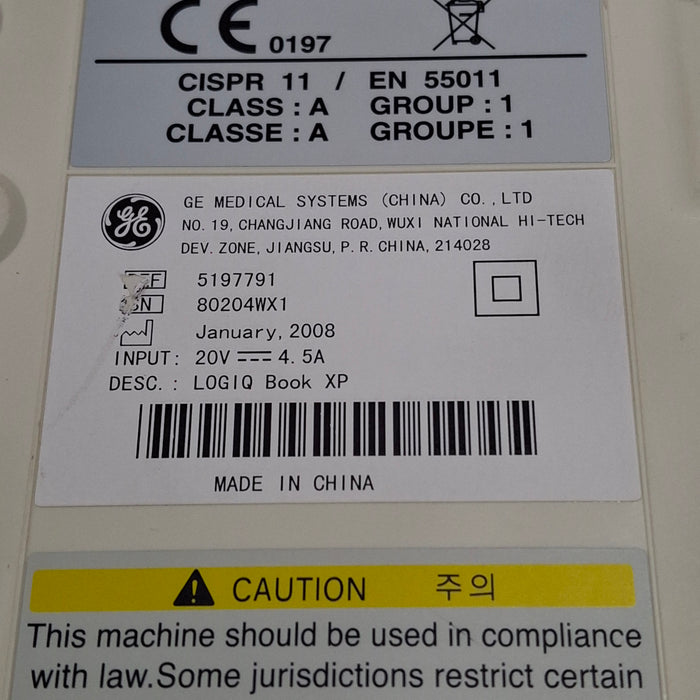 CE 0197
CISPR 11 / EN 55011
CLASS : A GROUP : 1
CLASSE : A GROUPE : 1
GE
GE MEDICAL SYSTEMS (CHINA) CO., LTD
NO. 19, CHANGJIANG ROAD, WUXI NATIONAL HI-TECH
DEV. ZONE, JIANGSU, P. R. CHINA, 214028
REF 5197791
SN 80204WX1
January, 2008
INPUT: 20V ⎓ 4.5A
DESC. : LOGIQ Book XP
MADE IN CHINA
CAUTION 주의
This machine should be used in compliance
with law.Some jurisdictions restrict certain